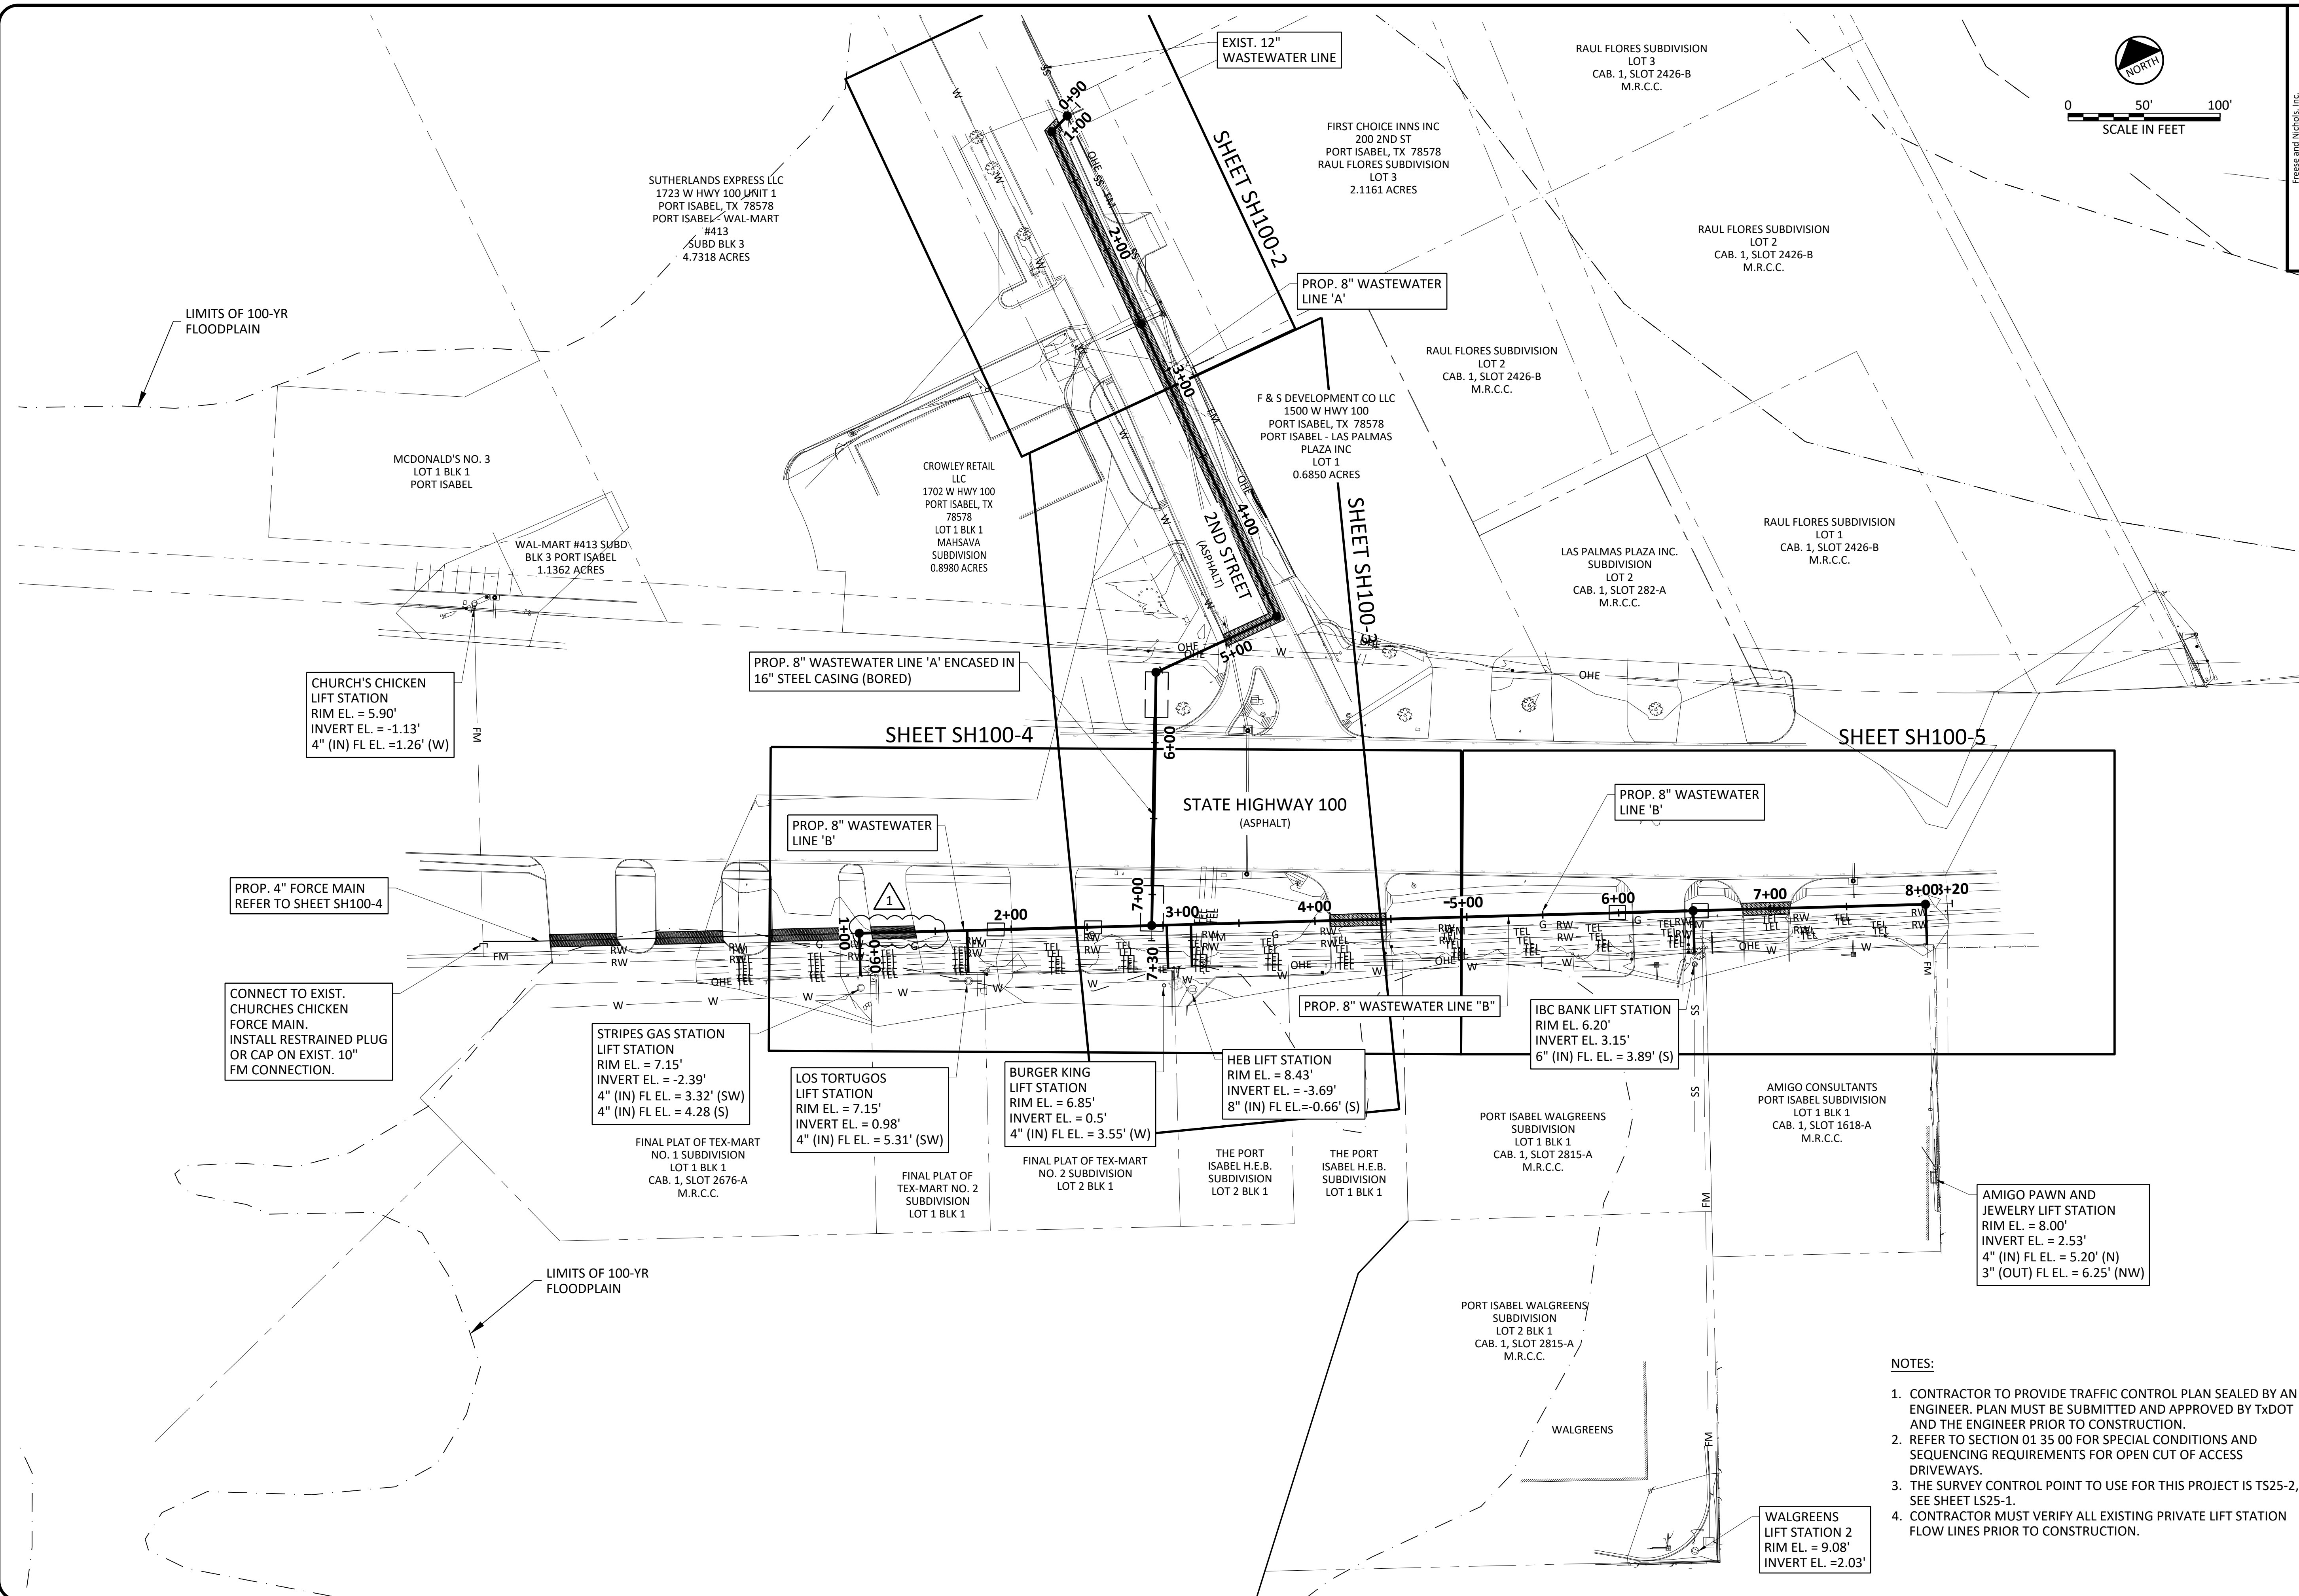 EXIST. 12"
WASTEWATER LINE
RAUL FLORES SUBDIVISION
LOT 3
CAB. 1, SLOT 2426-B
M.R.C.C.
NORTH
0 50' 100'
SCALE IN FEET
Freese and Nichols, Inc.
SS
W
0+90
1+00
OHE
SS
FM
W
SHEET SH100-2
FIRST CHOICE INNS INC
200 2ND ST
PORT ISABEL, TX 78578
RAUL FLORES SUBDIVISION
LOT 3
2.1161 ACRES
SUTHERLANDS EXPRESS LLC
1723 W HWY 100 UNIT 1
PORT ISABEL, TX 78578
PORT ISABEL - WAL-MART
#413
SUBD BLK 3
4.7318 ACRES
2+00
SS
W
RAUL FLORES SUBDIVISION
LOT 2
CAB. 1, SLOT 2426-B
M.R.C.C.
PROP. 8" WASTEWATER
LINE 'A'
LIMITS OF 100-YR
FLOODPLAIN
W
3+00
RAUL FLORES SUBDIVISION
LOT 2
CAB. 1, SLOT 2426-B
M.R.C.C.
F & S DEVELOPMENT CO LLC
1500 W HWY 100
PORT ISABEL, TX 78578
PORT ISABEL - LAS PALMAS
PLAZA INC
LOT 1
0.6850 ACRES
FM
W
MCDONALD'S NO. 3
LOT 1 BLK 1
PORT ISABEL
CROWLEY RETAIL
LLC
1702 W HWY 100
PORT ISABEL, TX
78578
LOT 1 BLK 1
MAHSAVA
SUBDIVISION
0.8980 ACRES
OHE
4+00
W
2ND STREET
(ASPHALT)
SHEET SH100-3
RAUL FLORES SUBDIVISION
LOT 1
CAB. 1, SLOT 2426-B
M.R.C.C.
WAL-MART #413 SUBD
BLK 3 PORT ISABEL
1.1362 ACRES
LAS PALMAS PLAZA INC.
SUBDIVISION
LOT 2
CAB. 1, SLOT 282-A
M.R.C.C.
W
OHE
OHE
OHE
5+00
W
OHE
OHE
PROP. 8" WASTEWATER LINE 'A' ENCASED IN
16" STEEL CASING (BORED)
CHURCH'S CHICKEN
LIFT STATION
RIM EL. = 5.90'
INVERT EL. = -1.13'
4" (IN) FL EL. =1.26' (W)
FM
6+00
SHEET SH100-4
SHEET SH100-5
STATE HIGHWAY 100
(ASPHALT)
PROP. 8" WASTEWATER
LINE 'B'
PROP. 8" WASTEWATER
LINE 'B'
PROP. 4" FORCE MAIN
REFER TO SHEET SH100-4
1
1+00
0+90
2+00
7+00
3+00
4+00
5+00
6+00
7+00
8+00
8+20
7+30
FM
RW
RW
G
G
TEL
TEL
TEL
OHE
W
W
W
W
W
W
G
OHE
W
OHE
W
G
RW
G
TEL
OHE
W
W
FM
CONNECT TO EXIST.
CHURCHES CHICKEN
FORCE MAIN.
INSTALL RESTRAINED PLUG
OR CAP ON EXIST. 10"
FM CONNECTION.
PROP. 8" WASTEWATER LINE "B"
STRIPES GAS STATION
LIFT STATION
RIM EL. = 7.15'
INVERT EL. = -2.39'
4" (IN) FL EL. = 3.32' (SW)
4" (IN) FL EL. = 4.28 (S)
LOS TORTUGOS
LIFT STATION
RIM EL. = 7.15'
INVERT EL. = 0.98'
4" (IN) FL EL. = 5.31' (SW)
BURGER KING
LIFT STATION
RIM EL. = 6.85'
INVERT EL. = 0.5'
4" (IN) FL EL. = 3.55' (W)
HEB LIFT STATION
RIM EL. = 8.43'
INVERT EL. = -3.69'
8" (IN) FL EL.=-0.66' (S)
IBC BANK LIFT STATION
RIM EL. 6.20'
INVERT EL. 3.15'
6" (IN) FL. EL. = 3.89' (S)
SS
SS
AMIGO CONSULTANTS
PORT ISABEL SUBDIVISION
LOT 1 BLK 1
CAB. 1, SLOT 1618-A
M.R.C.C.
PORT ISABEL WALGREENS
SUBDIVISION
LOT 1 BLK 1
CAB. 1, SLOT 2815-A
M.R.C.C.
FINAL PLAT OF TEX-MART
NO. 1 SUBDIVISION
LOT 1 BLK 1
CAB. 1, SLOT 2676-A
M.R.C.C.
FINAL PLAT OF
TEX-MART NO. 2
SUBDIVISION
LOT 1 BLK 1
FINAL PLAT OF TEX-MART
NO. 2 SUBDIVISION
LOT 2 BLK 1
THE PORT
ISABEL H.E.B.
SUBDIVISION
LOT 2 BLK 1
THE PORT
ISABEL H.E.B.
SUBDIVISION
LOT 1 BLK 1
FM
AMIGO PAWN AND
JEWELRY LIFT STATION
RIM EL. = 8.00'
INVERT EL. = 2.53'
4" (IN) FL EL. = 5.20' (N)
3" (OUT) FL EL. = 6.25' (NW)
LIMITS OF 100-YR
FLOODPLAIN
PORT ISABEL WALGREENS
SUBDIVISION
LOT 2 BLK 1
CAB. 1, SLOT 2815-A
M.R.C.C.
WALGREENS
FM
WALGREENS
LIFT STATION 2
RIM EL. = 9.08'
INVERT EL. =2.03'
NOTES:
1. CONTRACTOR TO PROVIDE TRAFFIC CONTROL PLAN SEALED BY AN
ENGINEER. PLAN MUST BE SUBMITTED AND APPROVED BY TxDOT
AND THE ENGINEER PRIOR TO CONSTRUCTION.
2. REFER TO SECTION 01 35 00 FOR SPECIAL CONDITIONS AND
SEQUENCING REQUIREMENTS FOR OPEN CUT OF ACCESS
DRIVEWAYS.
3. THE SURVEY CONTROL POINT TO USE FOR THIS PROJECT IS TS25-2,
SEE SHEET LS25-1.
4. CONTRACTOR MUST VERIFY ALL EXISTING PRIVATE LIFT STATION
FLOW LINES PRIOR TO CONSTRUCTION.